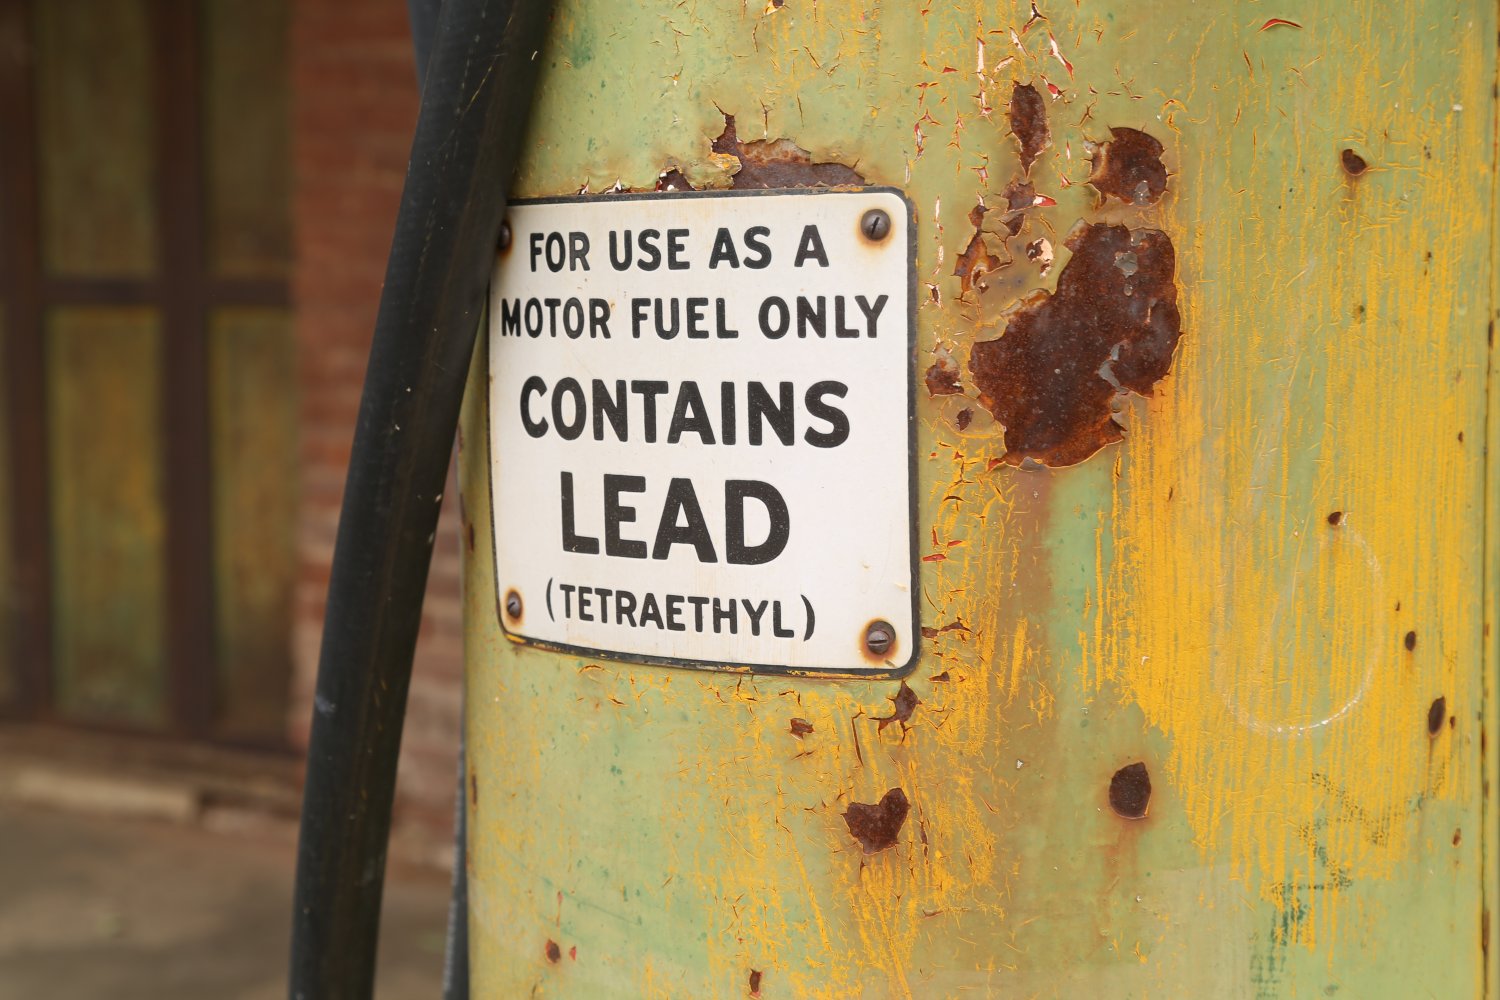 FOR USE AS A
MOTOR FUEL ONLY
CONTAINS
LEAD
(TETRAETHYL)